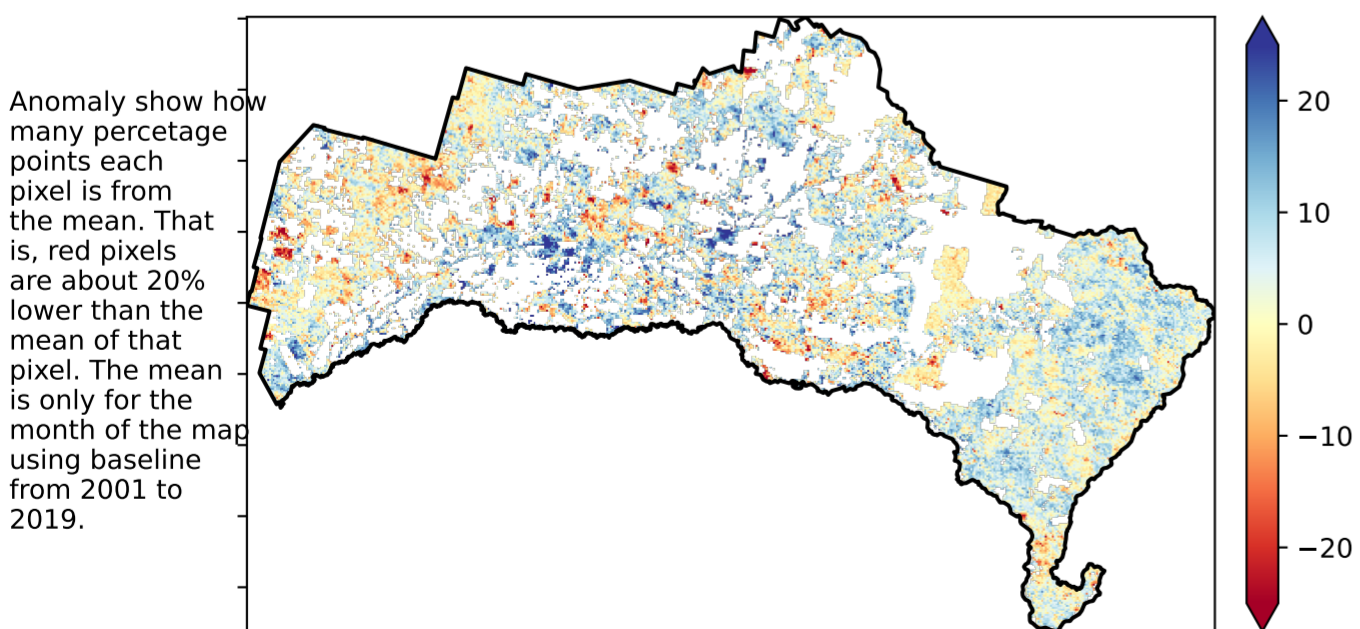 Anomaly show how
many percetage
points each
pixel is from
the mean. That
is, red pixels
are about 20%
lower than the
mean of that
pixel. The mean
is only for the
month of the map
using baseline
from 2001 to
2019.
20
10
0
−10
−20